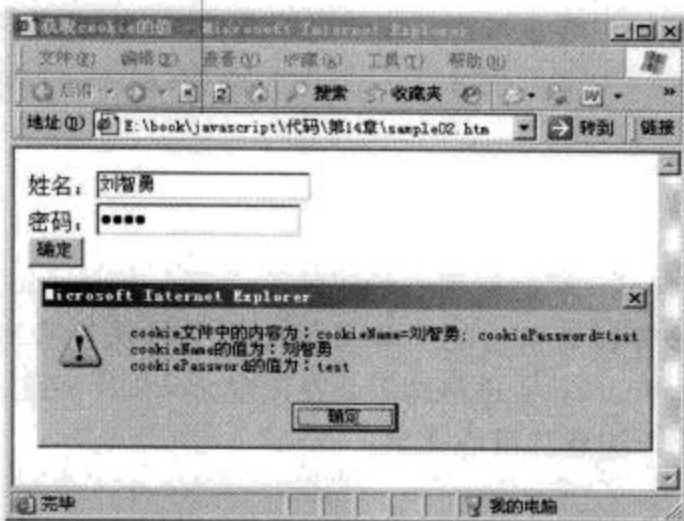 获取cookie的值 - Microsoft Internet Explorer
文件(F) 编辑(E) 查看(V) 收藏(A) 工具(T) 帮助(H)
后退 搜索 收藏夹
地址(D) E:\book\javascript\代码\第14章\sample02.htm 转到 链接
姓名：刘智勇
密码：●●●●
确定
Microsoft Internet Explorer
cookie文件中的内容为：cookieName=刘智勇; cookiePassword=test
cookieName的值为：刘智勇
cookiePassword的值为：test
确定
完毕 我的电脑